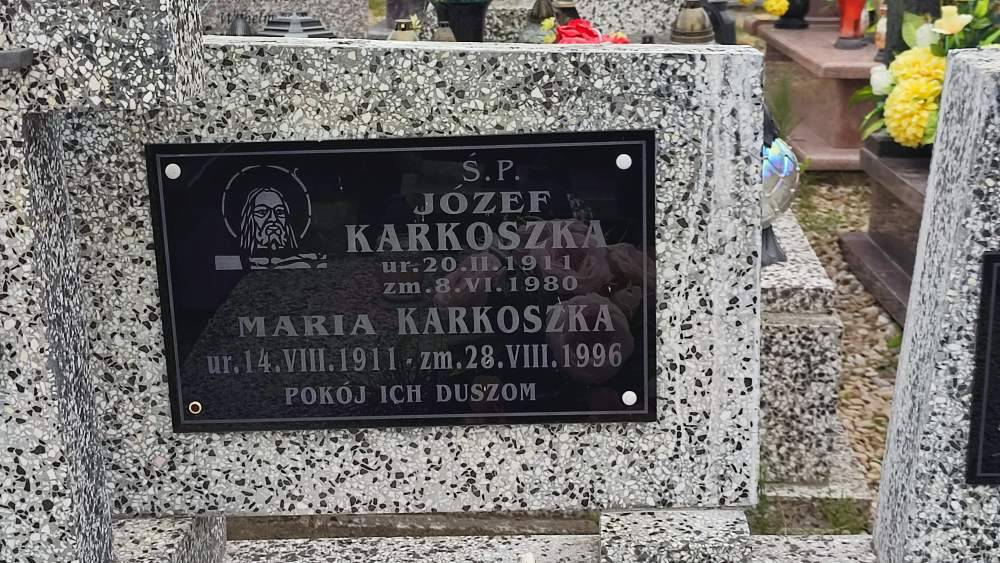 Wilhelm
Ś.P.
JÓZEF
KARKOSZKA
ur.20.II.1911
zm.8.VI.1980
MARIA KARKOSZKA
ur.14.VIII.1911 - zm.28.VIII.1996
POKÓJ ICH DUSZOM